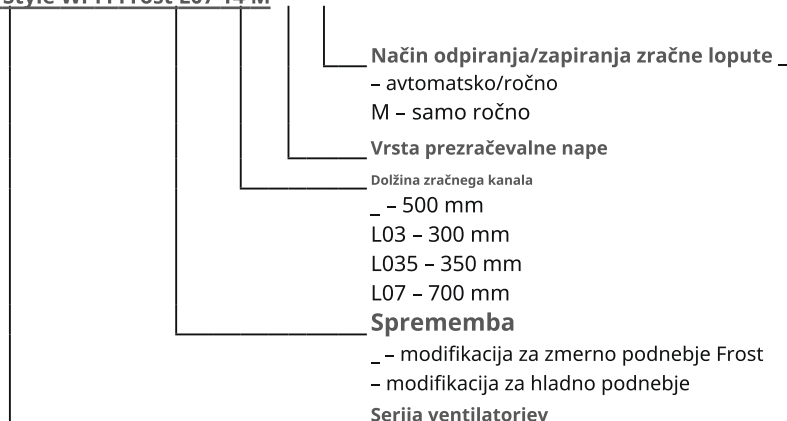 Način odpiranja/zapiranja zračne lopute _
– avtomatsko/ročno
M – samo ročno
Vrsta prezračevalne nape
Dolžina zračnega kanala
_ – 500 mm
L03 – 300 mm
L035 – 350 mm
L07 – 700 mm
Sprememba
_ – modifikacija za zmerno podnebje Frost
– modifikacija za hladno podnebje
Serija ventilatorjev